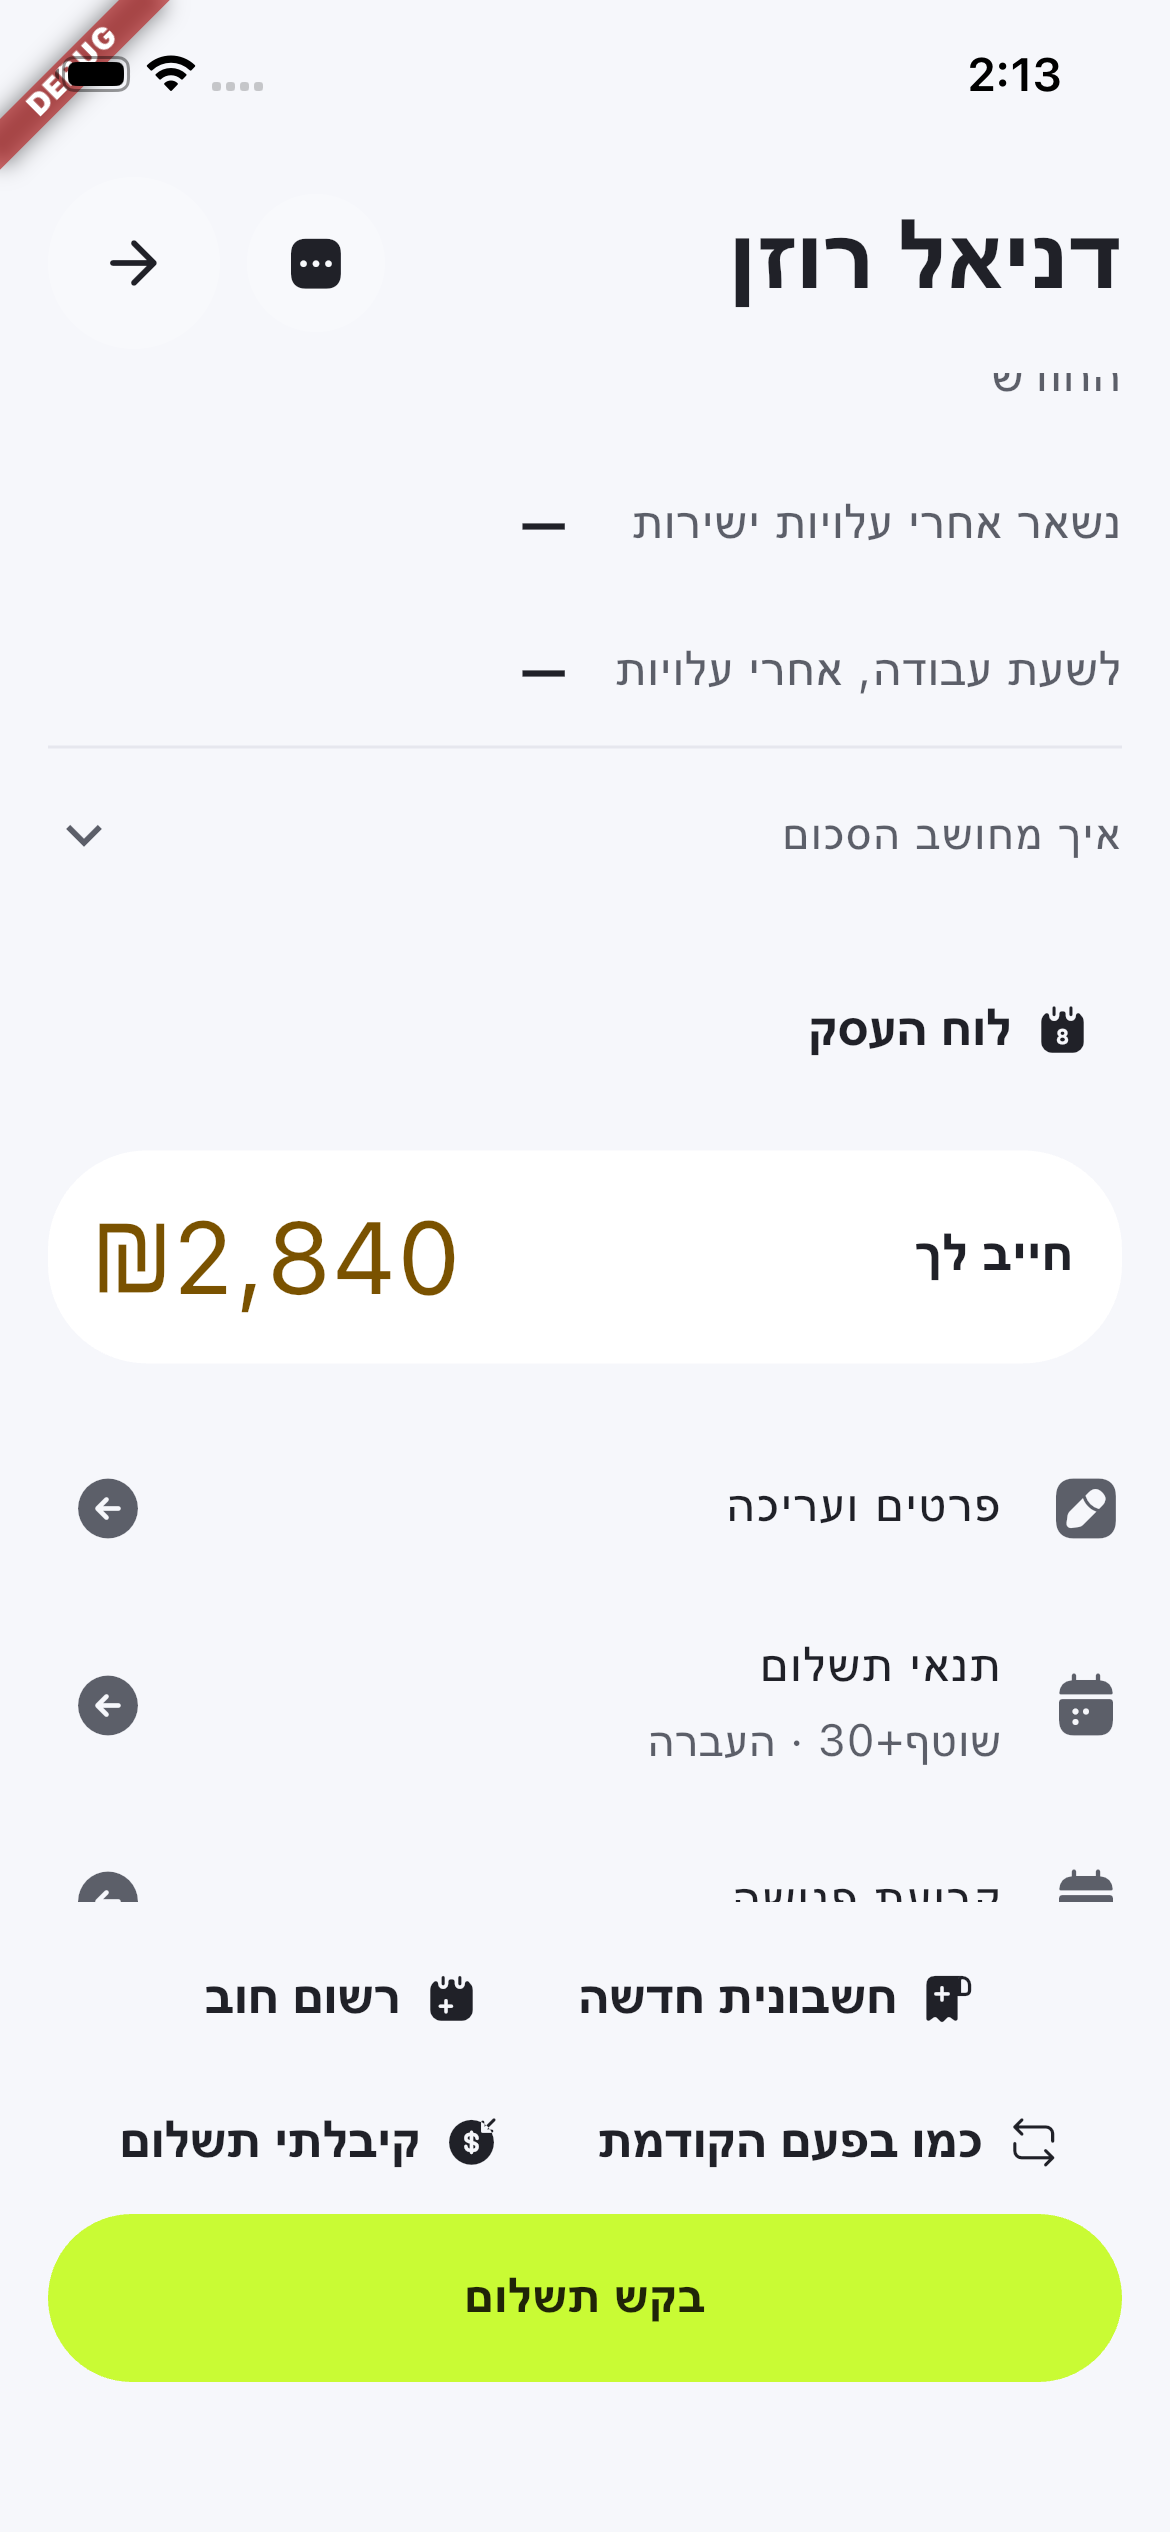 DEBUG
2:13
דניאל רוזן
נשאר אחרי עלויות ישירות —
לשעת עבודה, אחרי עלויות —
איך מחושב הסכום
8
לוח העסק
חייב לך
₪2,840
פרטים ועריכה
תנאי תשלום
שוטף+30 · העברה
קביעת פגישה
חשבונית חדשה
רשום חוב
כמו בפעם הקודמת
קיבלתי תשלום
בקש תשלום